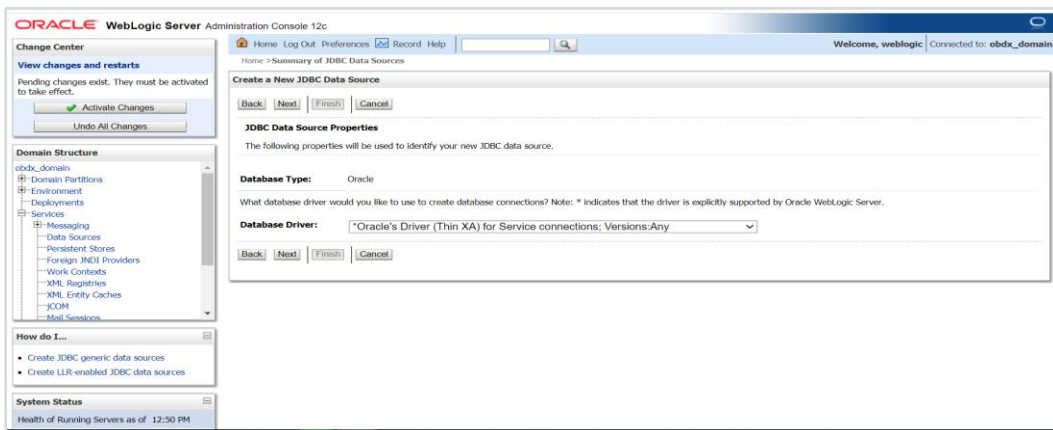 ORACLE WebLogic Server Administration Console 12c
Change Center
View changes and restarts
Pending changes exist. They must be activated
to take effect.
Activate Changes
Undo All Changes
Domain Structure
obdx_domain
Domain Partitions
Environment
Deployments
Services
Messaging
Data Sources
Persistent Stores
Foreign JNDI Providers
Work Contexts
XML Registries
XML Entity Caches
jCOM
Mail Sessions
How do I...
Create JDBC generic data sources
Create LLR-enabled JDBC data sources
System Status
Health of Running Servers as of 12:50 PM
Home Log Out Preferences Record Help
Welcome, weblogic Connected to: obdx_domain
Home >Summary of JDBC Data Sources
Create a New JDBC Data Source
Back Next Finish Cancel
JDBC Data Source Properties
The following properties will be used to identify your new JDBC data source.
Database Type: Oracle
What database driver would you like to use to create database connections? Note: * indicates that the driver is explicitly supported by Oracle WebLogic Server.
Database Driver: *Oracle's Driver (Thin XA) for Service connections; Versions:Any
Back Next Finish Cancel